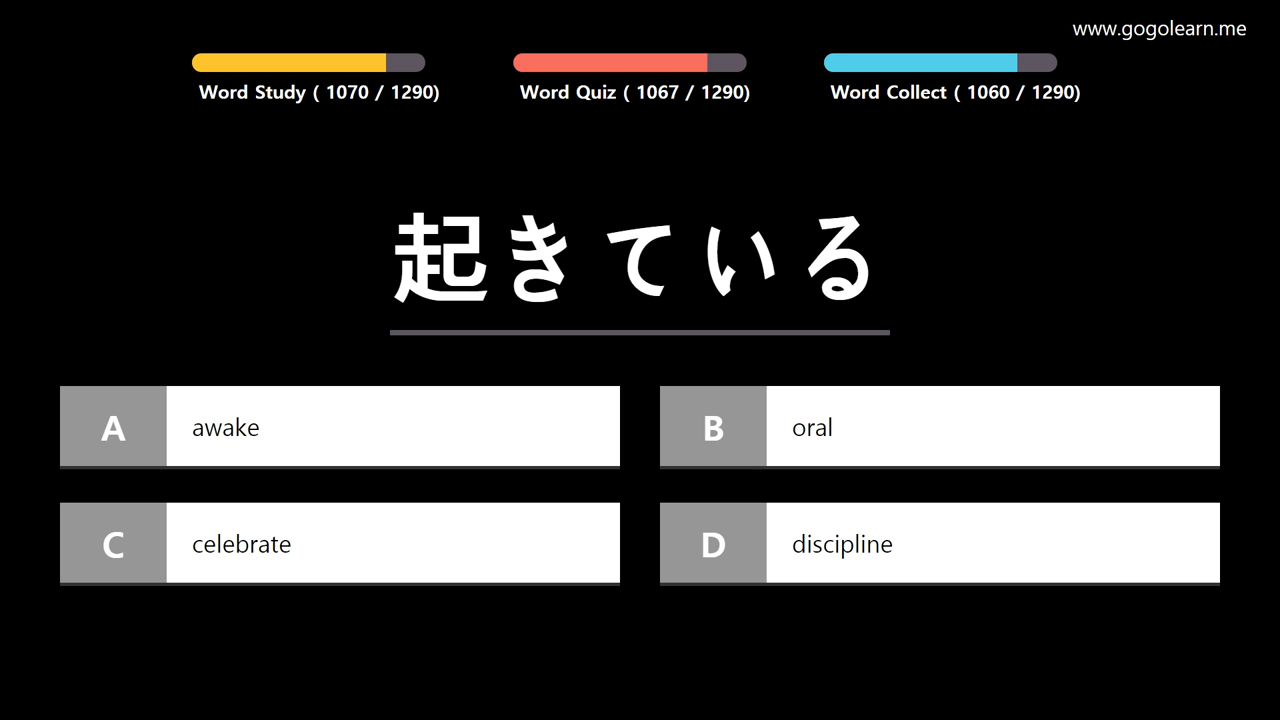 www.gogolearn.me
Word Study ( 1070 / 1290)
Word Quiz ( 1067 / 1290)
Word Collect ( 1060 / 1290)
起きている
A
awake
B
oral
C
celebrate
D
discipline